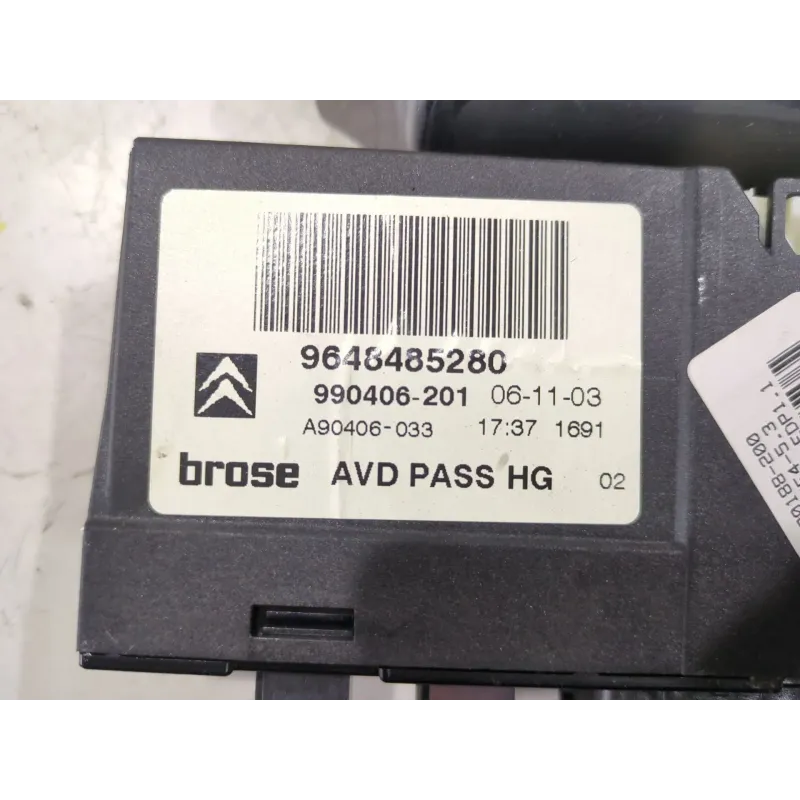 9648485280
990406-201 06-11-03
A90406-033 17:37 1691
brose AVD PASS HG 02